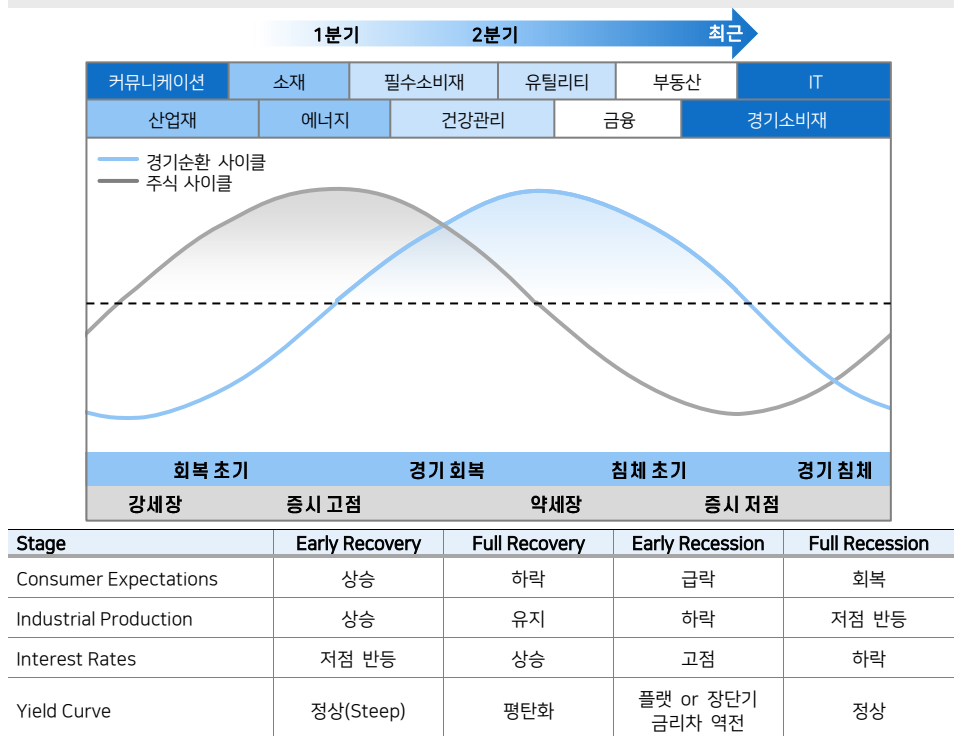 1분기 2분기 최근
커뮤니케이션 소재 필수소비재 유틸리티 부동산 IT
산업재 에너지 건강관리 금융 경기소비재
경기순환 사이클
주식 사이클
회복 초기 경기 회복 침체 초기 경기 침체
강세장 증시 고점 약세장 증시 저점
Stage Early Recovery Full Recovery Early Recession Full Recession
Consumer Expectations 상승 하락 급락 회복
Industrial Production 상승 유지 하락 저점 반등
Interest Rates 저점 반등 상승 고점 하락
Yield Curve 정상(Steep) 평탄화 플랫 or 장단기 정상
금리차 역전